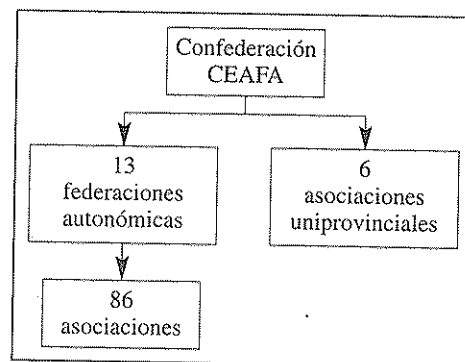 Confederación
CEAFA
13
federaciones
autonómicas
6
asociaciones
uniprovinciales
86
asociaciones